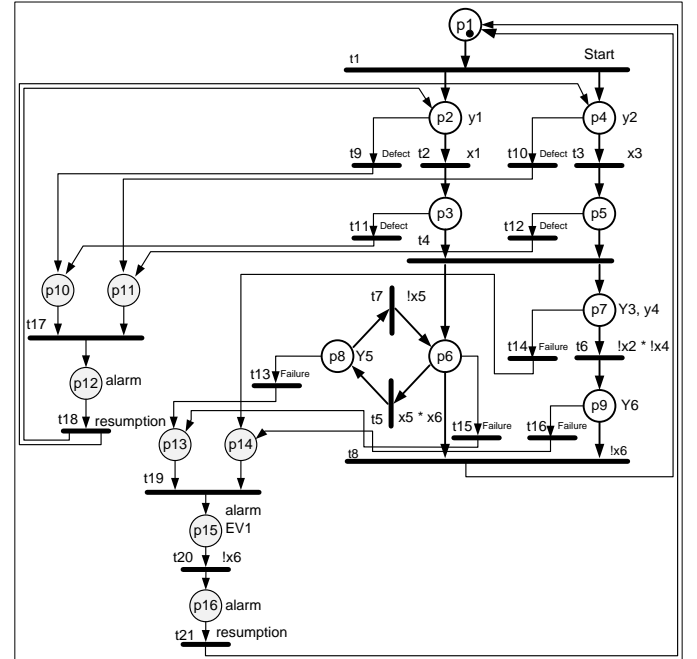 p1
t1 Start
p2 y1 p4 y2
t9 Defect t2 x1 t10 Defect t3 x3
p3 p5
t11 Defect t12 Defect
t4
p10 p11 t7 !x5 p7 Y3, y4
t17 t14 Failure t6 !x2 * !x4
p8 Y5 p6
p12 alarm t13 Failure p9 Y6
t5 x5 * x6
t18 resumption t15 Failure t16 Failure
p13 p14
t8 !x6
t19
alarm
p15 EV1
t20 !x6
p16 alarm
t21 resumption